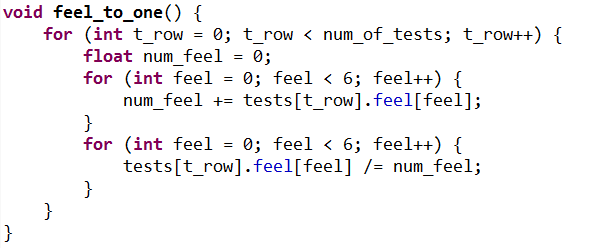 void feel_to_one() {
    for (int t_row = 0; t_row < num_of_tests; t_row++) {
        float num_feel = 0;
        for (int feel = 0; feel < 6; feel++) {
            num_feel += tests[t_row].feel[feel];
        }
        for (int feel = 0; feel < 6; feel++) {
            tests[t_row].feel[feel] /= num_feel;
        }
    }
}